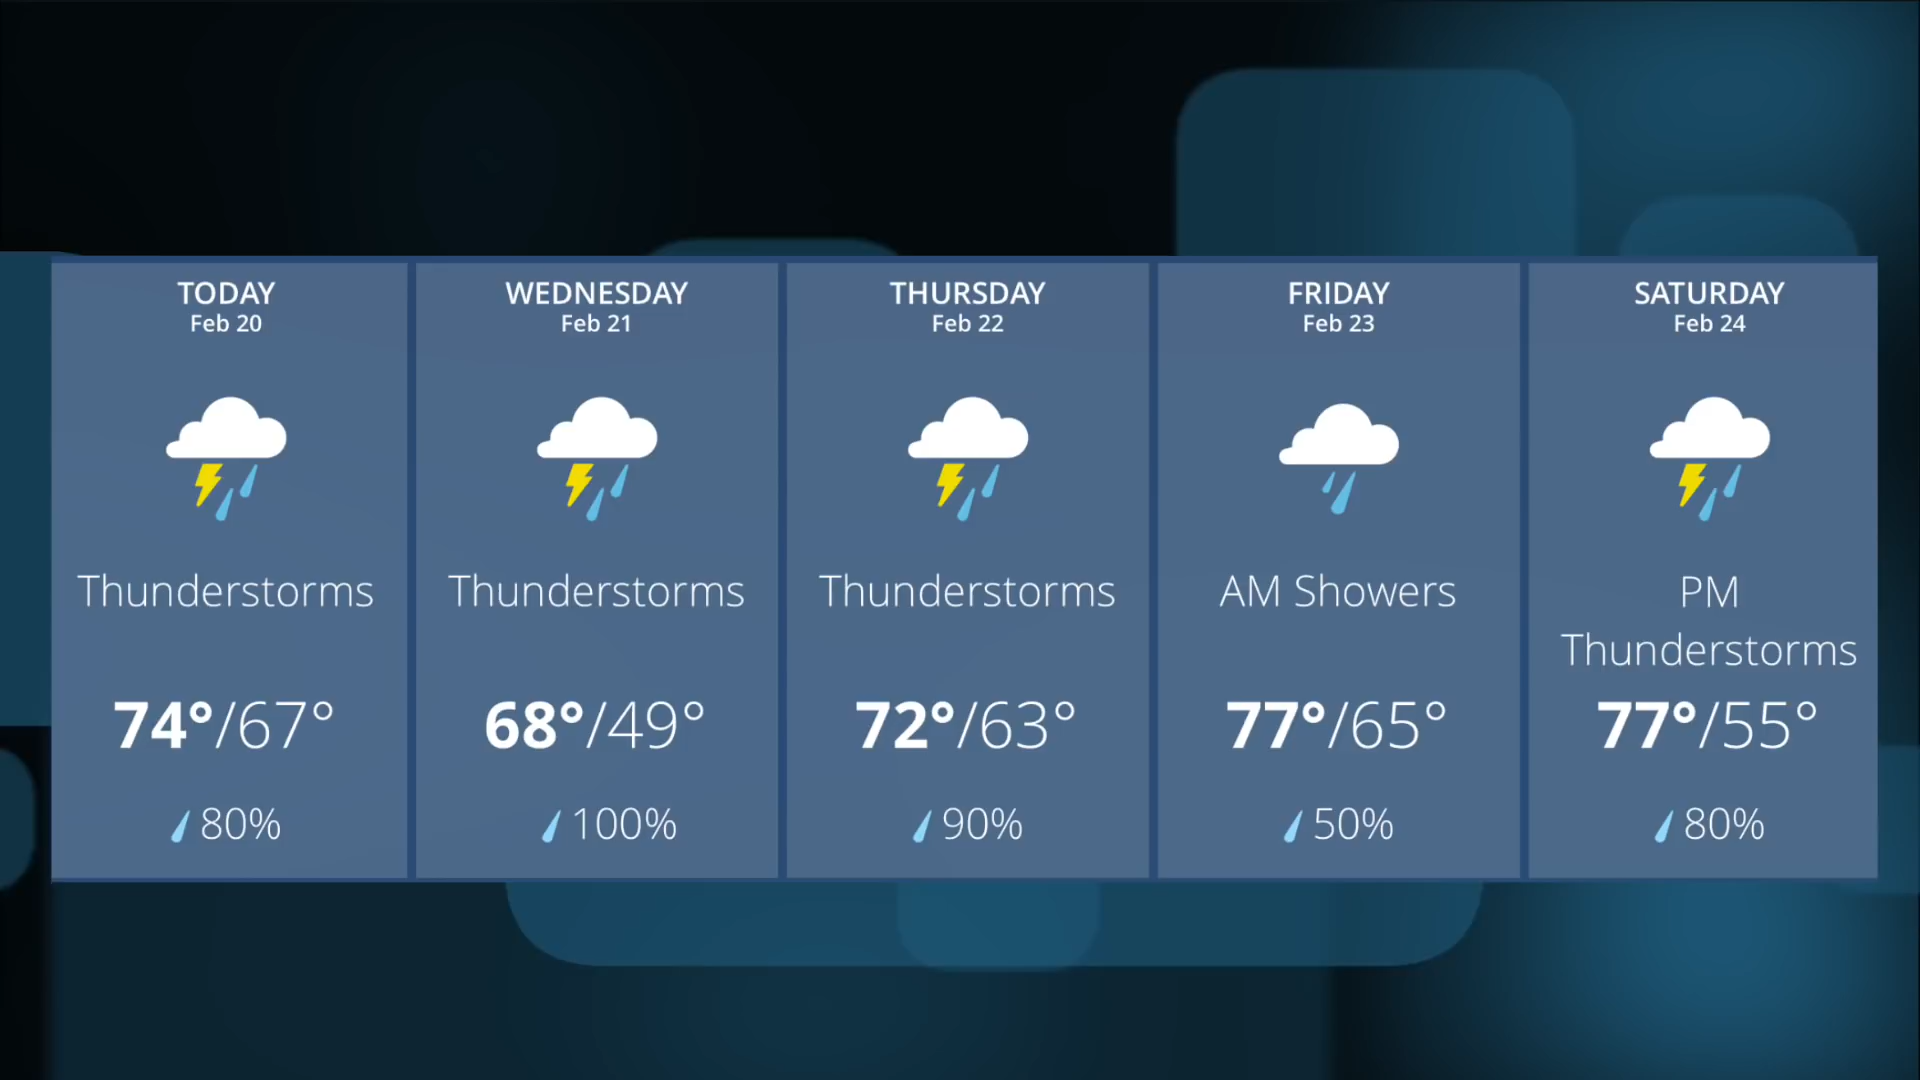 TODAY
Feb 20
Thunderstorms
74°/67°
80%
WEDNESDAY
Feb 21
Thunderstorms
68°/49°
100%
THURSDAY
Feb 22
Thunderstorms
72°/63°
90%
FRIDAY
Feb 23
AM Showers
77°/65°
50%
SATURDAY
Feb 24
PM
Thunderstorms
77°/55°
80%